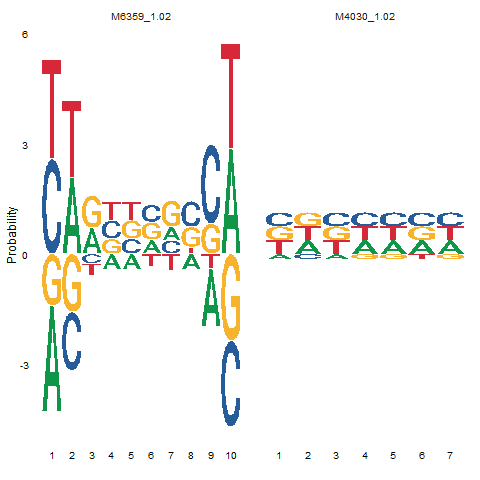 M6359_1.02 M4030_1.02
6
3
0
-3
Probability
T T G T T C G C C T
C A A C G G A G G A
G G C G C A C T T G
A C T A A T T A A C
C G C C C C C
G T G T T G T
T A T A A A A
A C A G G T G
1 2 3 4 5 6 7 8 9 10 1 2 3 4 5 6 7